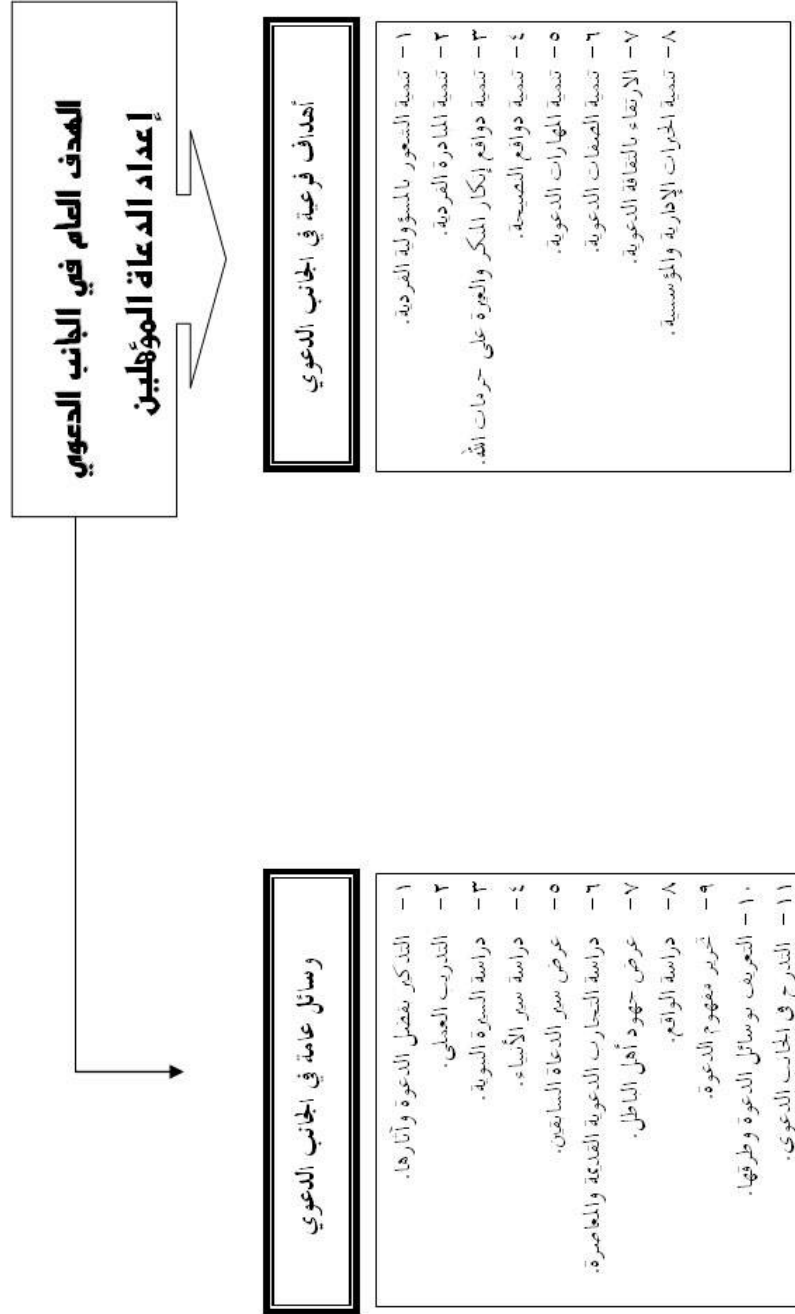 الهدف العام في الجانب الدعوي
إعداد الدعاة المؤهلين
أهداف فرعية في الجانب الدعوي
١ - تنمية الشعور بالمسؤولية الفردية.
٢ - تنمية المبادرة الفردية.
٣ - تنمية دوافع إنكار المنكر والغيرة على حرمات الله.
٤ - تنمية دوافع النصيحة.
٥ - تنمية المهارات الدعوية.
٦ - تنمية الصفات الدعوية.
٧ - الارتقاء بالثقافة الدعوية.
٨ - تنمية الخبرات الإدارية والمؤسسية.
وسائل عامة في الجانب الدعوي
١ - التذكير بفضل الدعوة وآثارها.
٢ - التدريب العملي.
٣ - دراسة السيرة النبوية.
٤ - دراسة سير الأنبياء.
٥ - عرض سير الدعاة السابقين.
٦ - دراسة التجارب الدعوية القديمة والمعاصرة.
٧ - عرض جهود أهل الباطل.
٨ - دراسة الواقع.
٩ - تحرير مفهوم الدعوة.
١٠ - التعريف بوسائل الدعوة وطرقها.
١١ - التدرج في الجانب الدعوي.